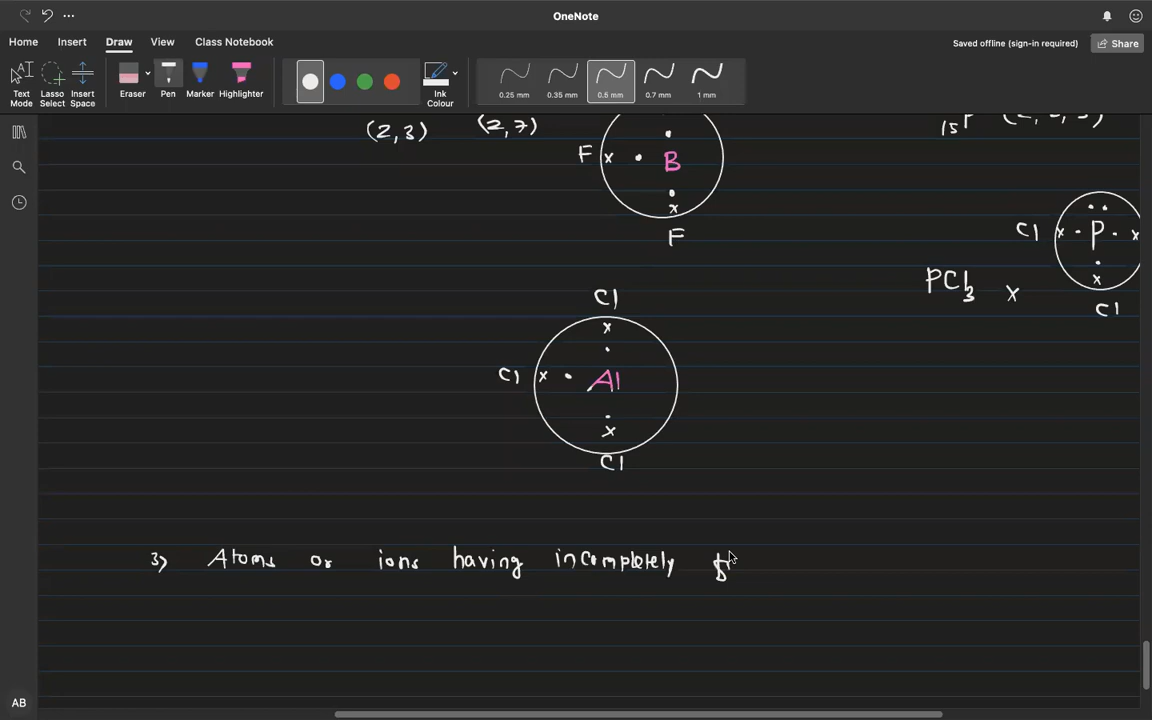 OneNote
Home Insert Draw View Class Notebook
Saved offline (sign-in required) Share
Text Mode
Lasso Select
Insert Space
Eraser
Pen
Marker
Highlighter
Ink Colour
0.25 mm
0.35 mm
0.5 mm
0.7 mm
1 mm
(2,3) (2,7)
15P
F x B
x
F
Cl x P x
x
Cl
PCl3 x
Cl
x
Cl x Al
x
Cl
3) Atoms or ions having incompletely
AB